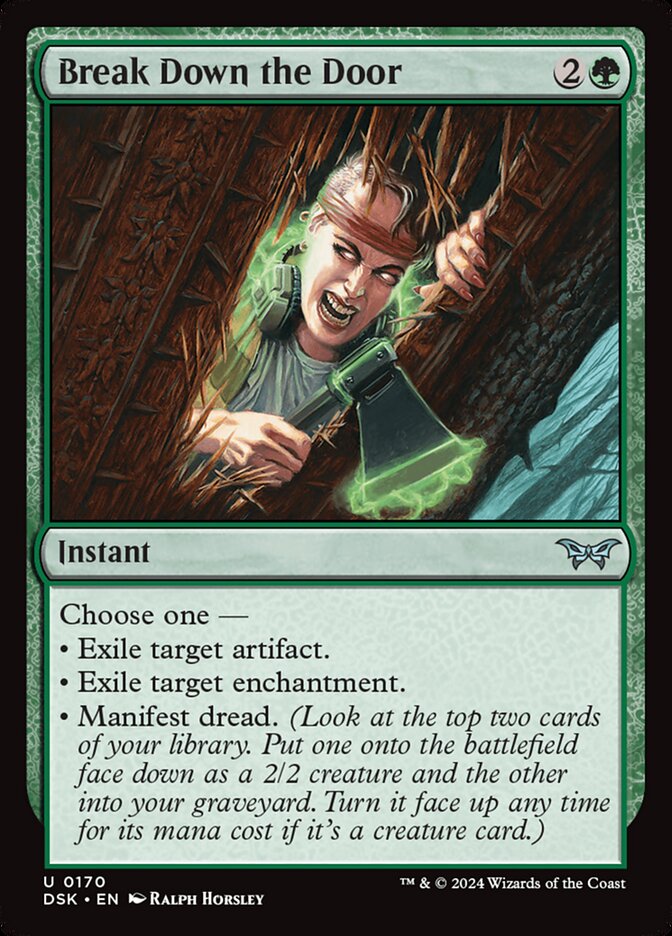 Break Down the Door 2
Instant
Choose one —
• Exile target artifact.
• Exile target enchantment.
• Manifest dread. (Look at the top two cards
of your library. Put one onto the battlefield
face down as a 2/2 creature and the other
into your graveyard. Turn it face up any time
for its mana cost if it's a creature card.)
U 0170
DSK • EN Ralph Horsley
™ & © 2024 Wizards of the Coast